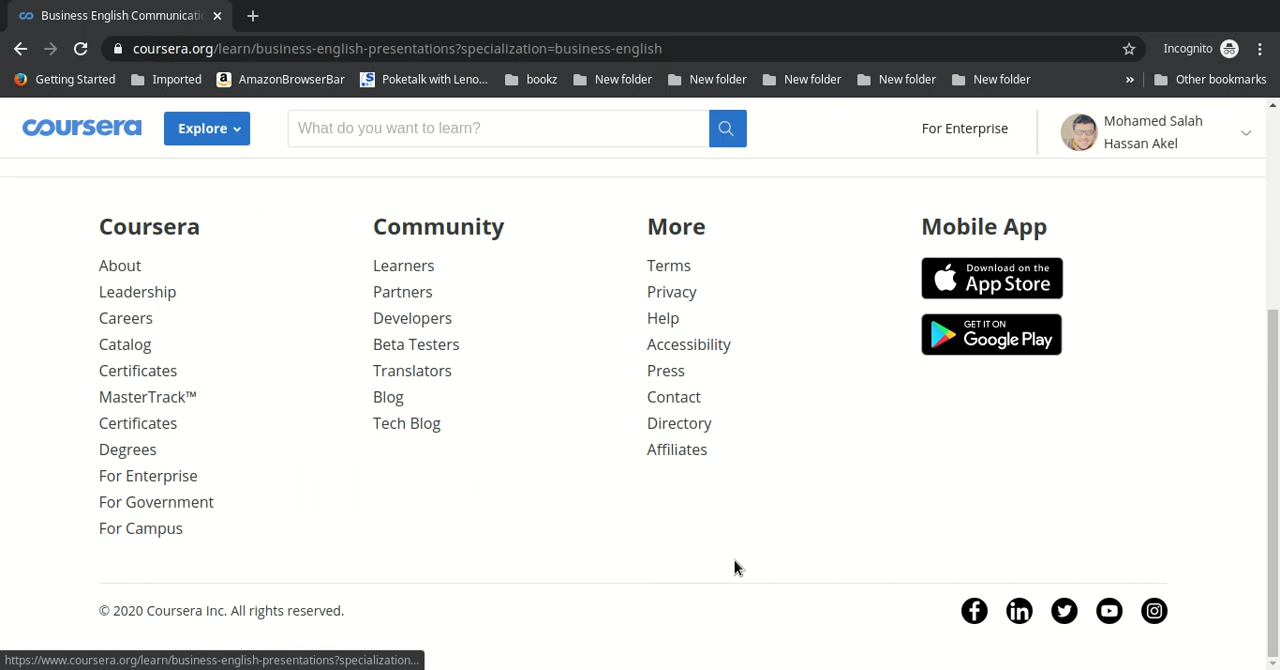 Business English Communicatio
coursera.org/learn/business-english-presentations?specialization=business-english
Incognito
Getting Started
Imported
AmazonBrowserBar
Poketalk with Leno...
bookz
New folder
New folder
New folder
New folder
New folder
»
Other bookmarks
coursera
Explore
What do you want to learn?
For Enterprise
Mohamed Salah
Hassan Akel
Coursera
About
Leadership
Careers
Catalog
Certificates
MasterTrack™
Certificates
Degrees
For Enterprise
For Government
For Campus
Community
Learners
Partners
Developers
Beta Testers
Translators
Blog
Tech Blog
More
Terms
Privacy
Help
Accessibility
Press
Contact
Directory
Affiliates
Mobile App
Download on the
App Store
GET IT ON
Google Play
© 2020 Coursera Inc. All rights reserved.
https://www.coursera.org/learn/business-english-presentations?specialization...